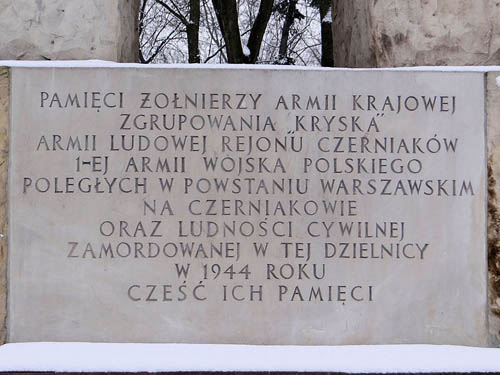 PAMIĘCI ŻOŁNIERZY ARMII KRAJOWEJ
ZGRUPOWANIA "KRYSKA"
ARMII LUDOWEJ REJONU CZERNIAKÓW
1-EJ ARMII WOJSKA POLSKIEGO
POLEGŁYCH W POWSTANIU WARSZAWSKIM
NA CZERNIAKOWIE
ORAZ LUDNOŚCI CYWILNEJ
ZAMORDOWANEJ W TEJ DZIELNICY
W 1944 ROKU
CZEŚĆ ICH PAMIĘCI